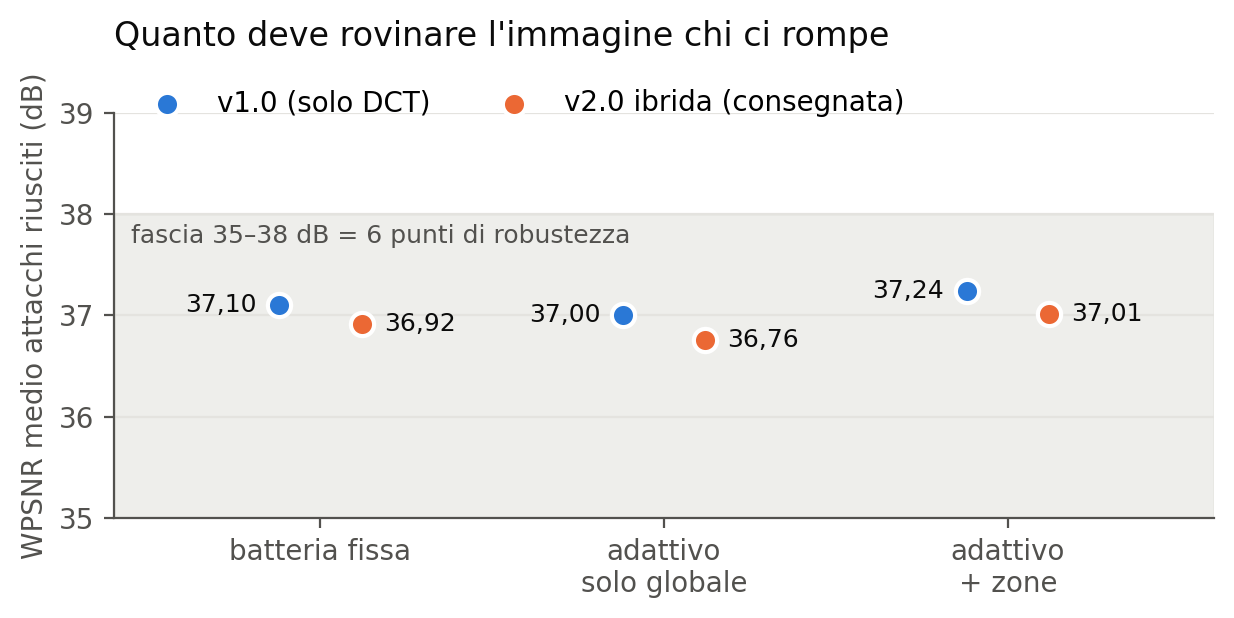 Quanto deve rovinare l'immagine chi ci rompe
v1.0 (solo DCT)
v2.0 ibrida (consegnata)
WPSNR medio attacchi riusciti (dB)
39
38
37
36
35
fascia 35–38 dB = 6 punti di robustezza
37,10
36,92
37,00
36,76
37,24
37,01
batteria fissa
adattivo
solo globale
adattivo
+ zone